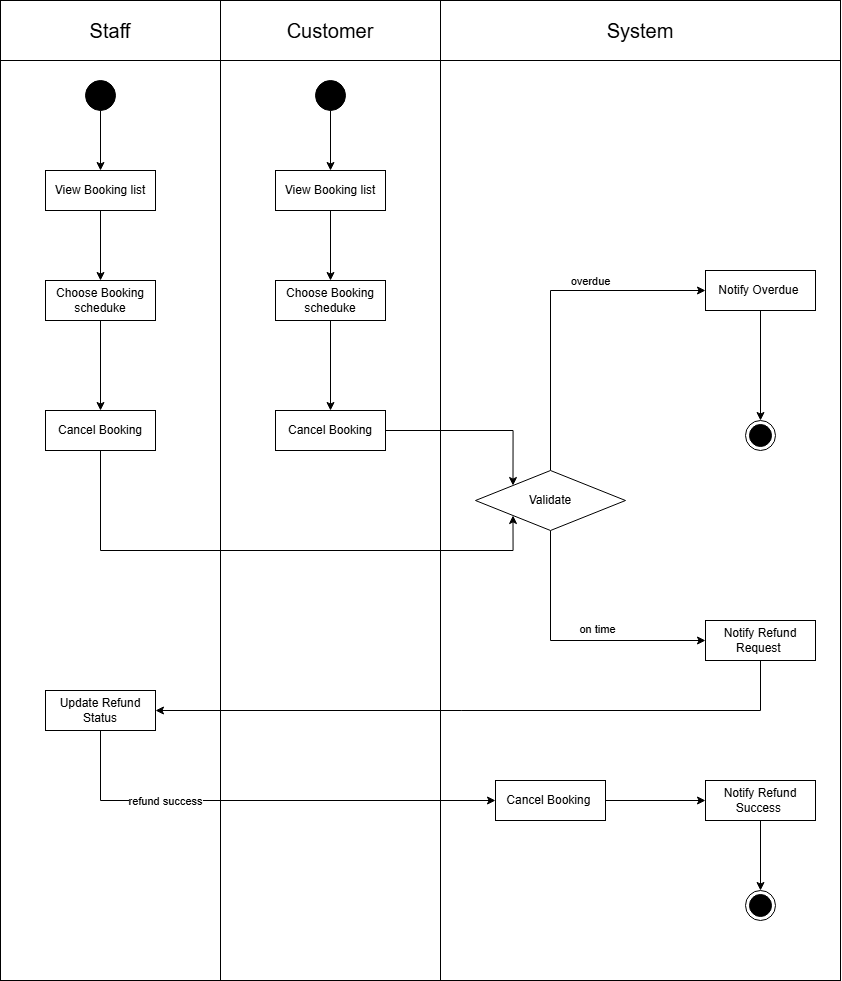 Staff
Customer
System
View Booking list
View Booking list
Choose Booking
scheduke
Choose Booking
scheduke
overdue
Notify Overdue
Cancel Booking
Cancel Booking
Validate
on time
Notify Refund
Request
Update Refund
Status
refund success
Cancel Booking
Notify Refund
Success